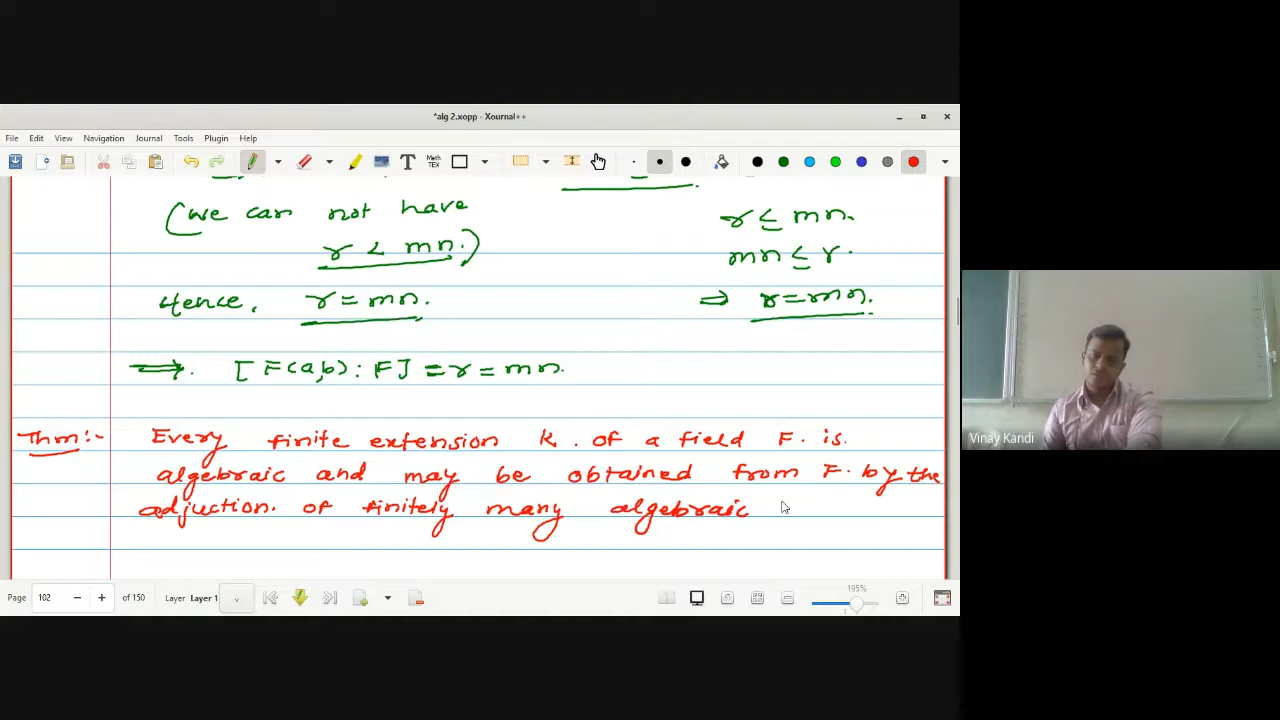 *alg 2.xopp - Xournal++
File Edit View Navigation Journal Tools Plugin Help
(we can not have
r < mn.)
r ≤ mn.
mn ≤ r.
Hence, r = mn.
⇒ r = mn.
⟹ [F(a,b) : F] = r = mn.
Thm:- Every finite extension K. of a field F. is.
algebraic and may be obtained from F. by the
adjuction. of finitely many algebraic
Vinay Kandi
Page 102 of 150 Layer Layer 1 195%